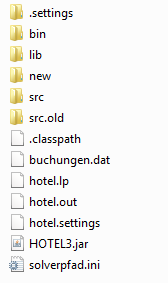 .settings
bin
lib
new
src
src.old
.classpath
buchungen.dat
hotel.lp
hotel.out
hotel.settings
HOTEL3.jar
solverpfad.ini